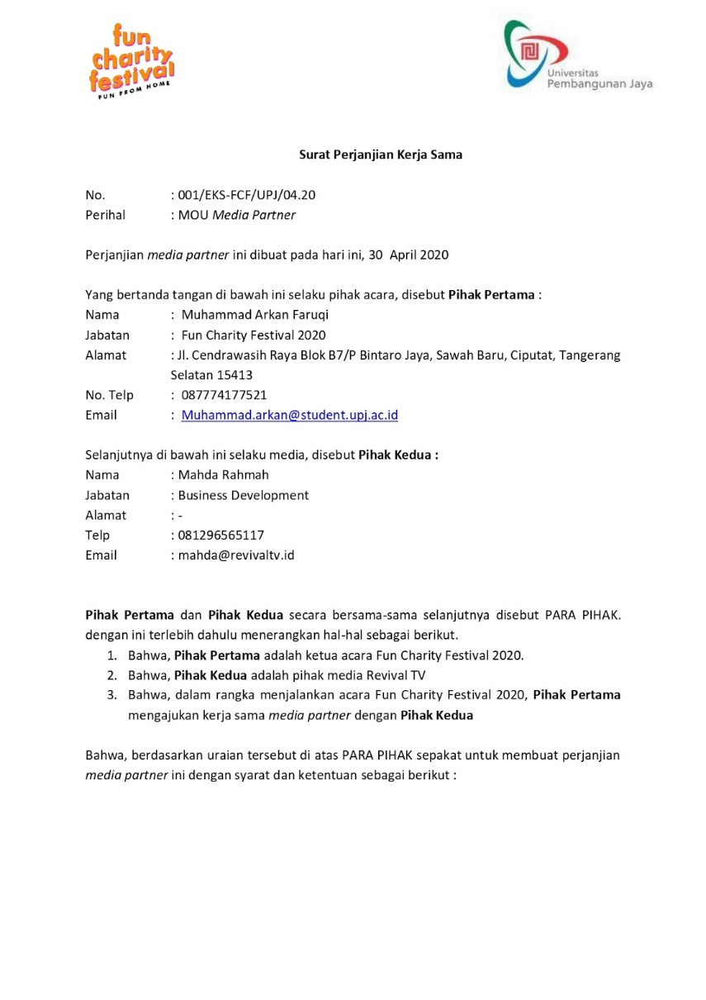 fun
charity
festival
FUN FROM HOME
Universitas
Pembangunan Jaya
Surat Perjanjian Kerja Sama
No. : 001/EKS-FCF/UPJ/04.20
Perihal : MOU Media Partner
Perjanjian media partner ini dibuat pada hari ini, 30 April 2020
Yang bertanda tangan di bawah ini selaku pihak acara, disebut Pihak Pertama :
Nama : Muhammad Arkan Faruqi
Jabatan : Fun Charity Festival 2020
Alamat : Jl. Cendrawasih Raya Blok B7/P Bintaro Jaya, Sawah Baru, Ciputat, Tangerang
Selatan 15413
No. Telp : 087774177521
Email : Muhammad.arkan@student.upj.ac.id
Selanjutnya di bawah ini selaku media, disebut Pihak Kedua :
Nama : Mahda Rahmah
Jabatan : Business Development
Alamat : -
Telp : 081296565117
Email : mahda@revivaltv.id
Pihak Pertama dan Pihak Kedua secara bersama-sama selanjutnya disebut PARA PIHAK.
dengan ini terlebih dahulu menerangkan hal-hal sebagai berikut.
1. Bahwa, Pihak Pertama adalah ketua acara Fun Charity Festival 2020.
2. Bahwa, Pihak Kedua adalah pihak media Revival TV
3. Bahwa, dalam rangka menjalankan acara Fun Charity Festival 2020, Pihak Pertama
mengajukan kerja sama media partner dengan Pihak Kedua
Bahwa, berdasarkan uraian tersebut di atas PARA PIHAK sepakat untuk membuat perjanjian
media partner ini dengan syarat dan ketentuan sebagai berikut :